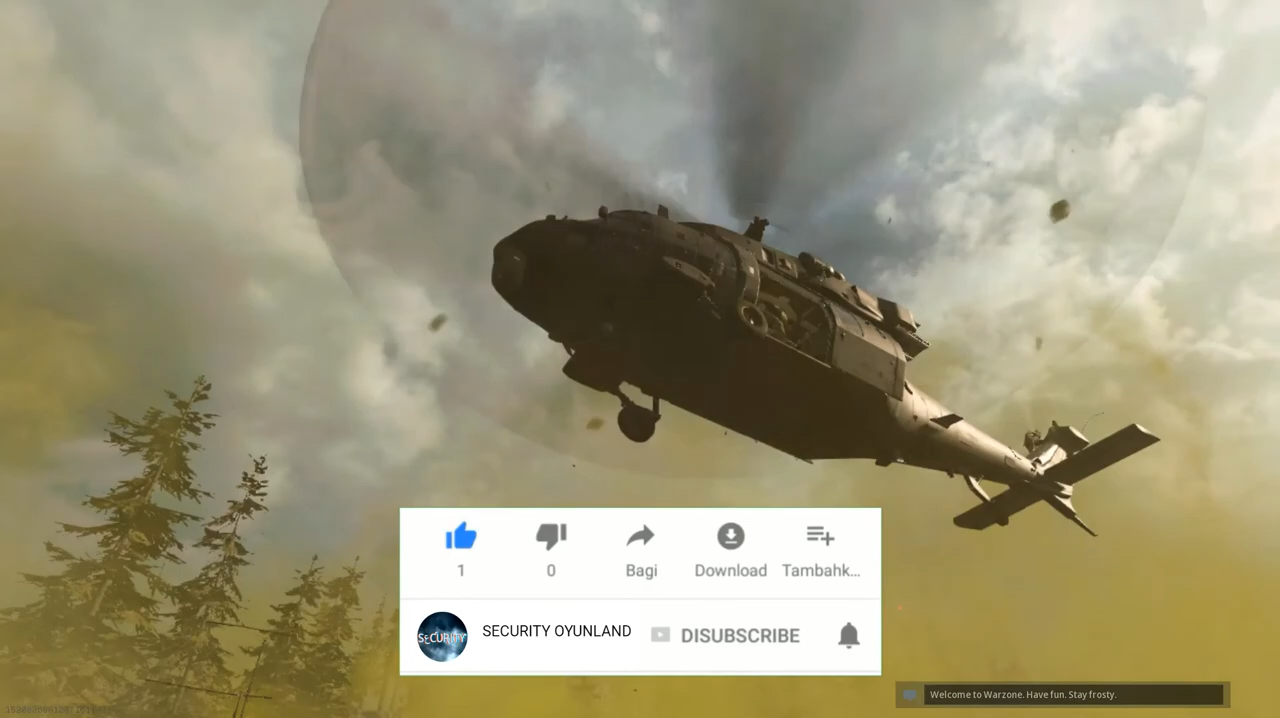 1
0
Bagi
Download
Tambahk...
SECURITY
SECURITY OYUNLAND
DISUBSCRIBE
Welcome to Warzone. Have fun. Stay frosty.